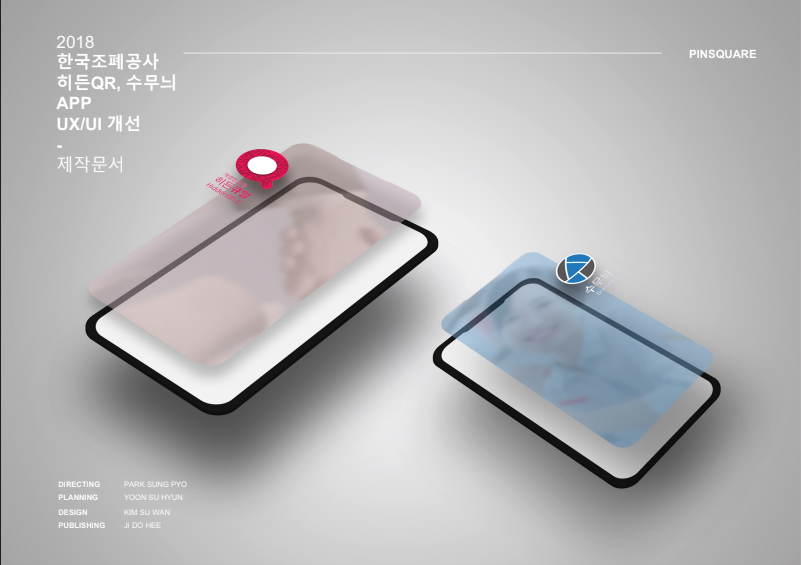 2018
한국조폐공사
히든QR, 수무늬
APP
UX/UI 개선
-
제작문서
PINSQUARE
히든큐알
수무늬
DIRECTING PARK SUNG PYO
PLANNING YOON SU HYUN
DESIGN KIM SU WAN
PUBLISHING JI DO HEE